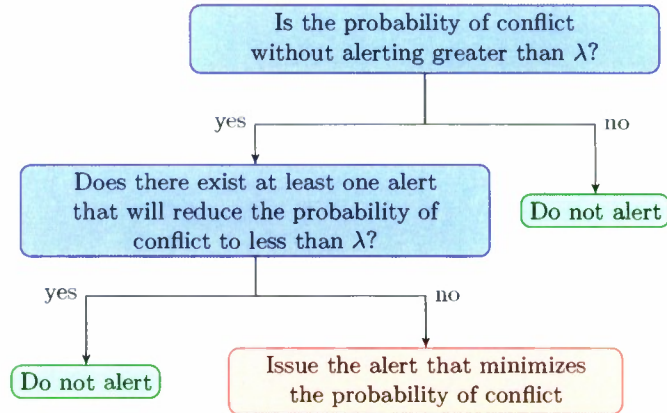 Is the probability of conflict
without alerting greater than λ?
yes
no
Does there exist at least one alert
that will reduce the probability of
conflict to less than λ?
Do not alert
yes
no
Do not alert
Issue the alert that minimizes
the probability of conflict